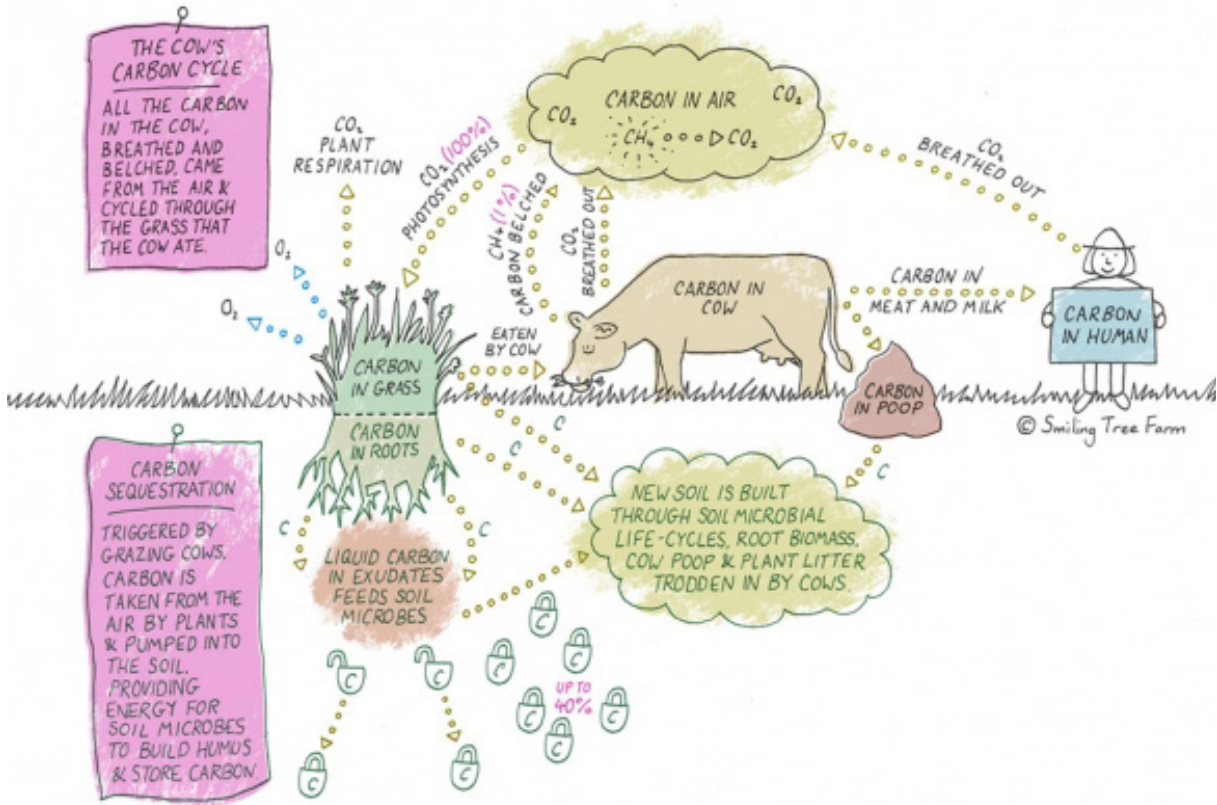 THE COW'S
CARBON CYCLE
ALL THE CARBON
IN THE COW,
BREATHED AND
BELCHED, CAME
FROM THE AIR &
CYCLED THROUGH
THE GRASS THAT
THE COW ATE.
CO₂
PLANT
RESPIRATION
O₂
O₂
CO₂ (100%)
PHOTOSYNTHESIS
CARBON IN AIR
CO₂
CO₂
CH₄ CO₂
CH₄ (1%)
CARBON BELCHED
CO₂
BREATHED OUT
CO₂
BREATHED OUT
CARBON IN
COW
CARBON IN
MEAT AND MILK
CARBON
IN HUMAN
EATEN
BY COW
CARBON
IN GRASS
CARBON
IN ROOTS
CARBON
IN POOP
© Smiling Tree Farm
C
C
C
C
C
CARBON
SEQUESTRATION
TRIGGERED BY
GRAZING COWS.
CARBON IS
TAKEN FROM THE
AIR BY PLANTS
& PUMPED INTO
THE SOIL.
PROVIDING
ENERGY FOR
SOIL MICROBES
TO BUILD HUMUS
& STORE CARBON
LIQUID CARBON
IN EXUDATES
FEEDS SOIL
MICROBES
NEW SOIL IS BUILT
THROUGH SOIL MICROBIAL
LIFE-CYCLES, ROOT BIOMASS,
COW POOP & PLANT LITTER
TRODDEN IN BY COWS.
C
C
C
C
C
C
UP TO
40%
C
C
C
C